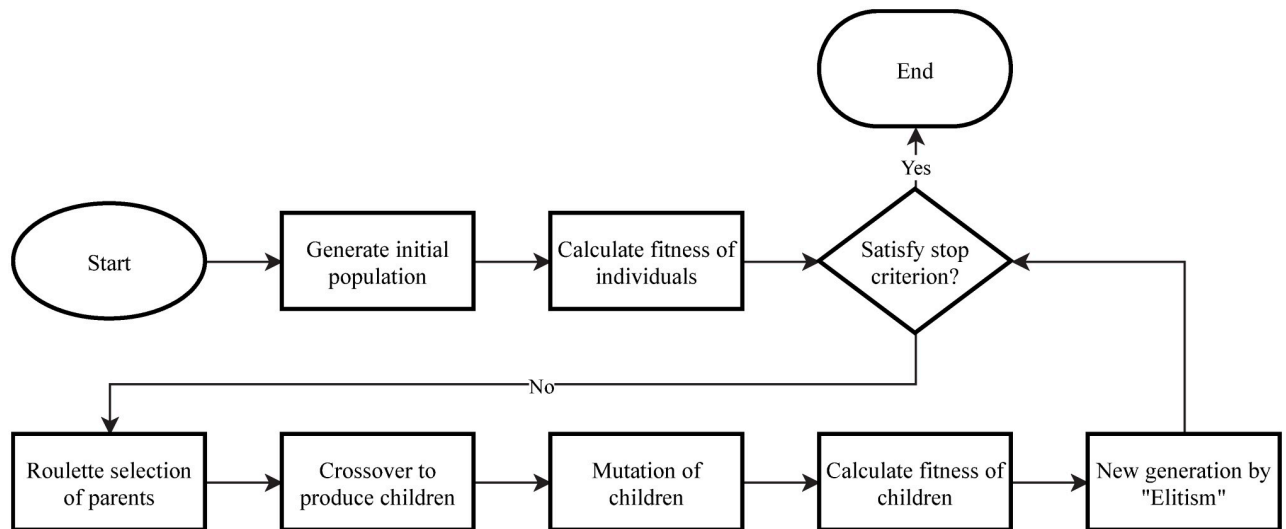 End
Yes
Start
Generate initial
population
Calculate fitness of
individuals
Satisfy stop
criterion?
No
Roulette selection
of parents
Crossover to
produce children
Mutation of
children
Calculate fitness of
children
New generation by
"Elitism"